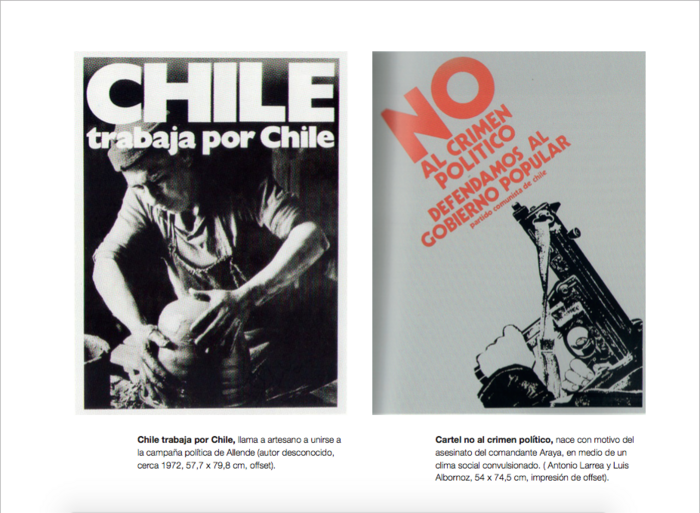 CHILE
trabaja por Chile
NO
AL CRIMEN
POLITICO
DEFENDAMOS AL
GOBIERNO POPULAR
partido comunista de chile
Chile trabaja por Chile, llama a artesano a unirse a
la campaña política de Allende (autor desconocido,
cerca 1972, 57,7 x 79,8 cm, offset).
Cartel no al crimen político, nace con motivo del
asesinato del comandante Araya, en medio de un
clima social convulsionado. ( Antonio Larrea y Luis
Albornoz, 54 x 74,5 cm, impresión de offset).